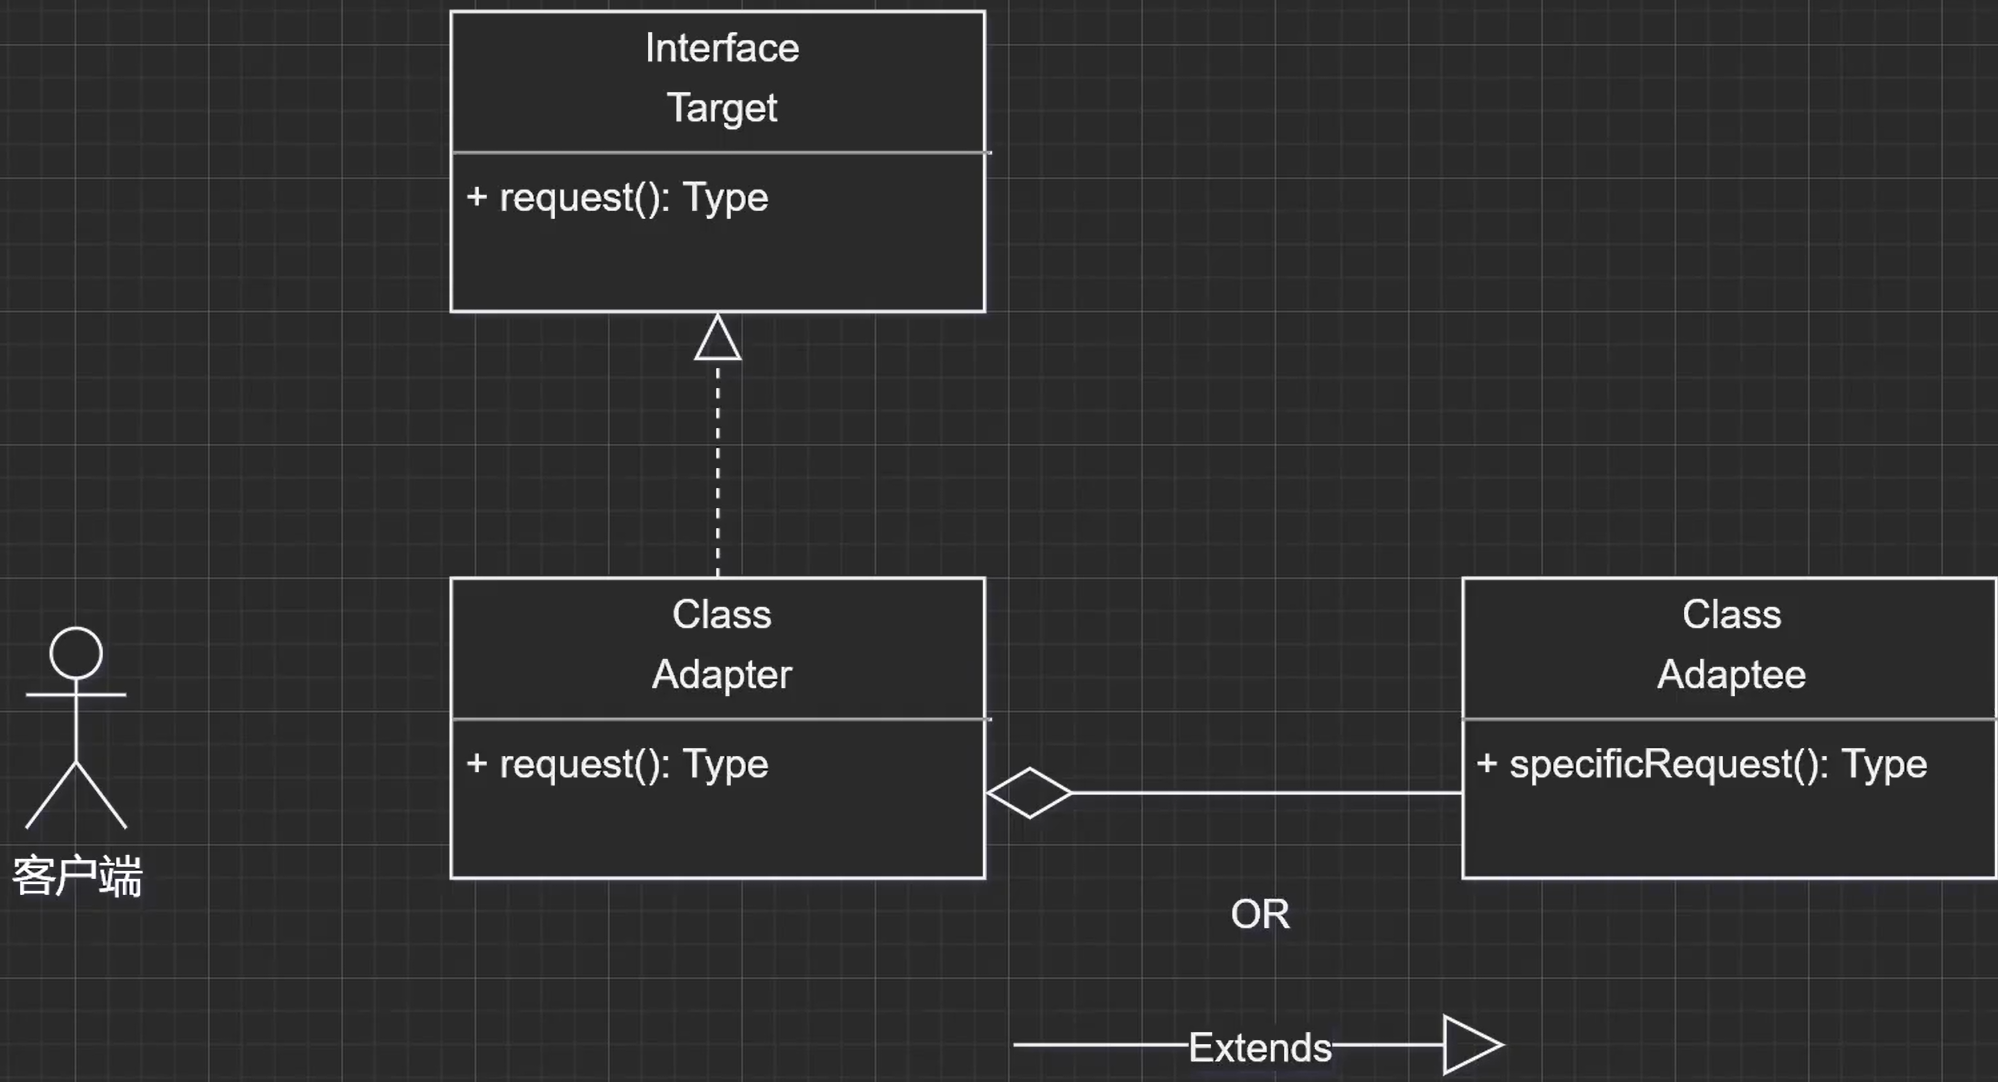 Interface
Target
+ request(): Type
Class
Adapter
+ request(): Type
Class
Adaptee
+ specificRequest(): Type
客户端
OR
Extends